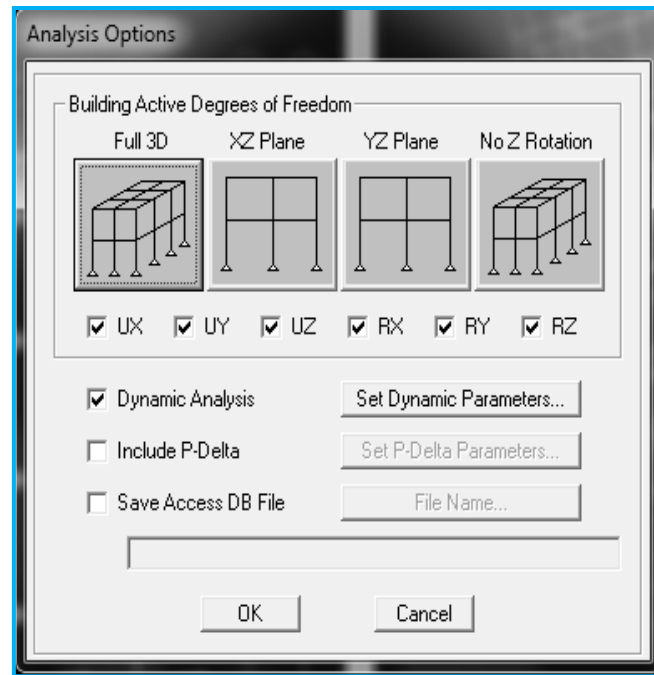 Analysis Options
Building Active Degrees of Freedom
Full 3D XZ Plane YZ Plane No Z Rotation
UX UY UZ RX RY RZ
Dynamic Analysis Set Dynamic Parameters...
Include P-Delta Set P-Delta Parameters...
Save Access DB File File Name...
OK Cancel